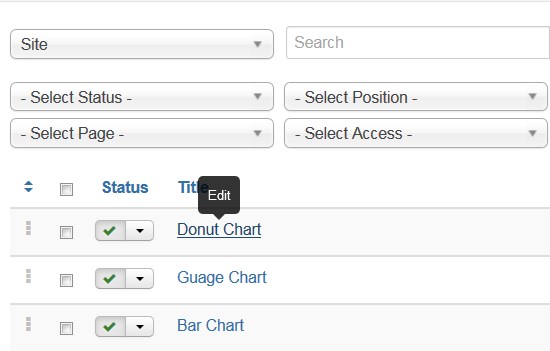 Site Search
- Select Status - - Select Position -
- Select Page - - Select Access -
Status Title
Edit
Donut Chart
Guage Chart
Bar Chart